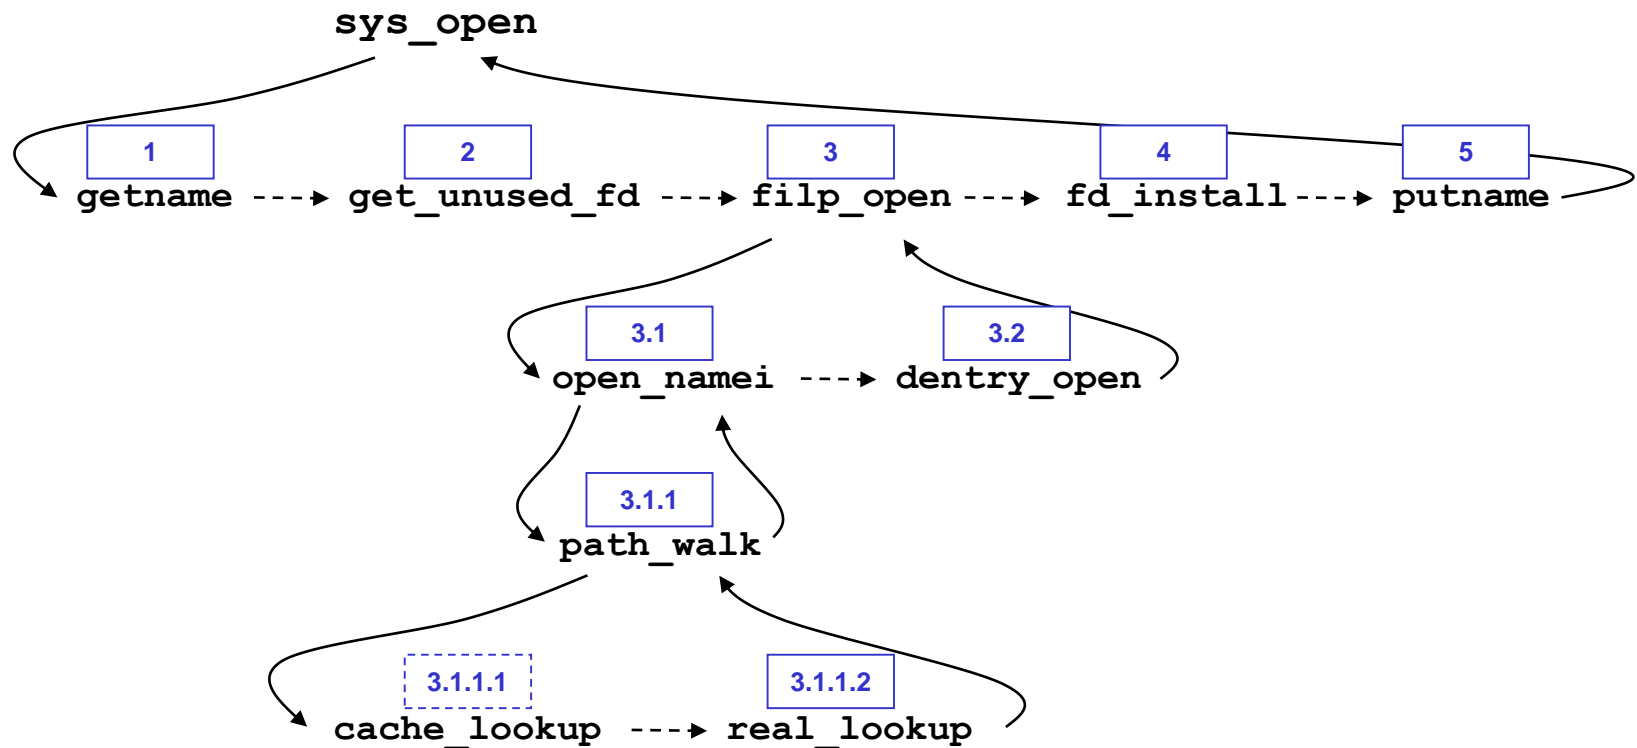 sys_open
1 2 3 4 5
getname get_unused_fd filp_open fd_install putname
3.1 3.2
open_namei dentry_open
3.1.1
path_walk
3.1.1.1 3.1.1.2
cache_lookup real_lookup